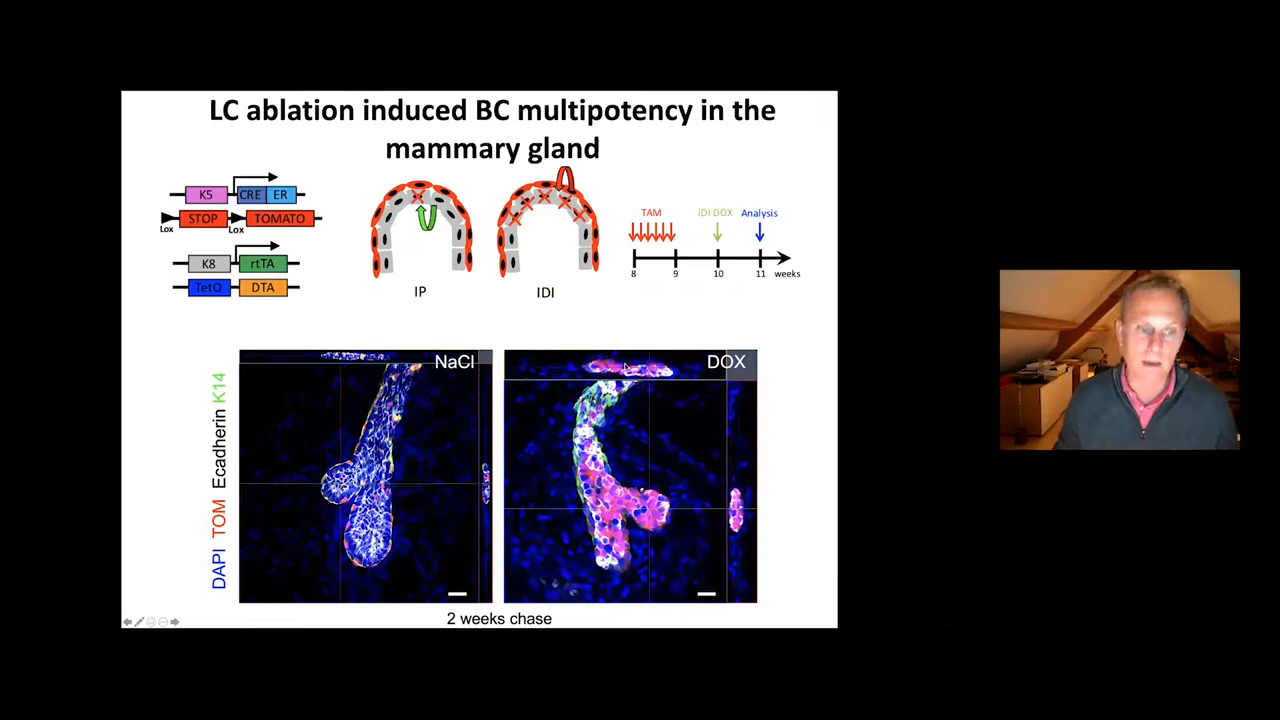 LC ablation induced BC multipotency in the
mammary gland
K5
CRE
ER
STOP
TOMATO
Lox
Lox
K8
rtTA
TetO
DTA
IP
IDI
TAM
IDI DOX
Analysis
8
9
10
11
weeks
NaCl
DOX
DAPI TOM Ecadherin K14
2 weeks chase